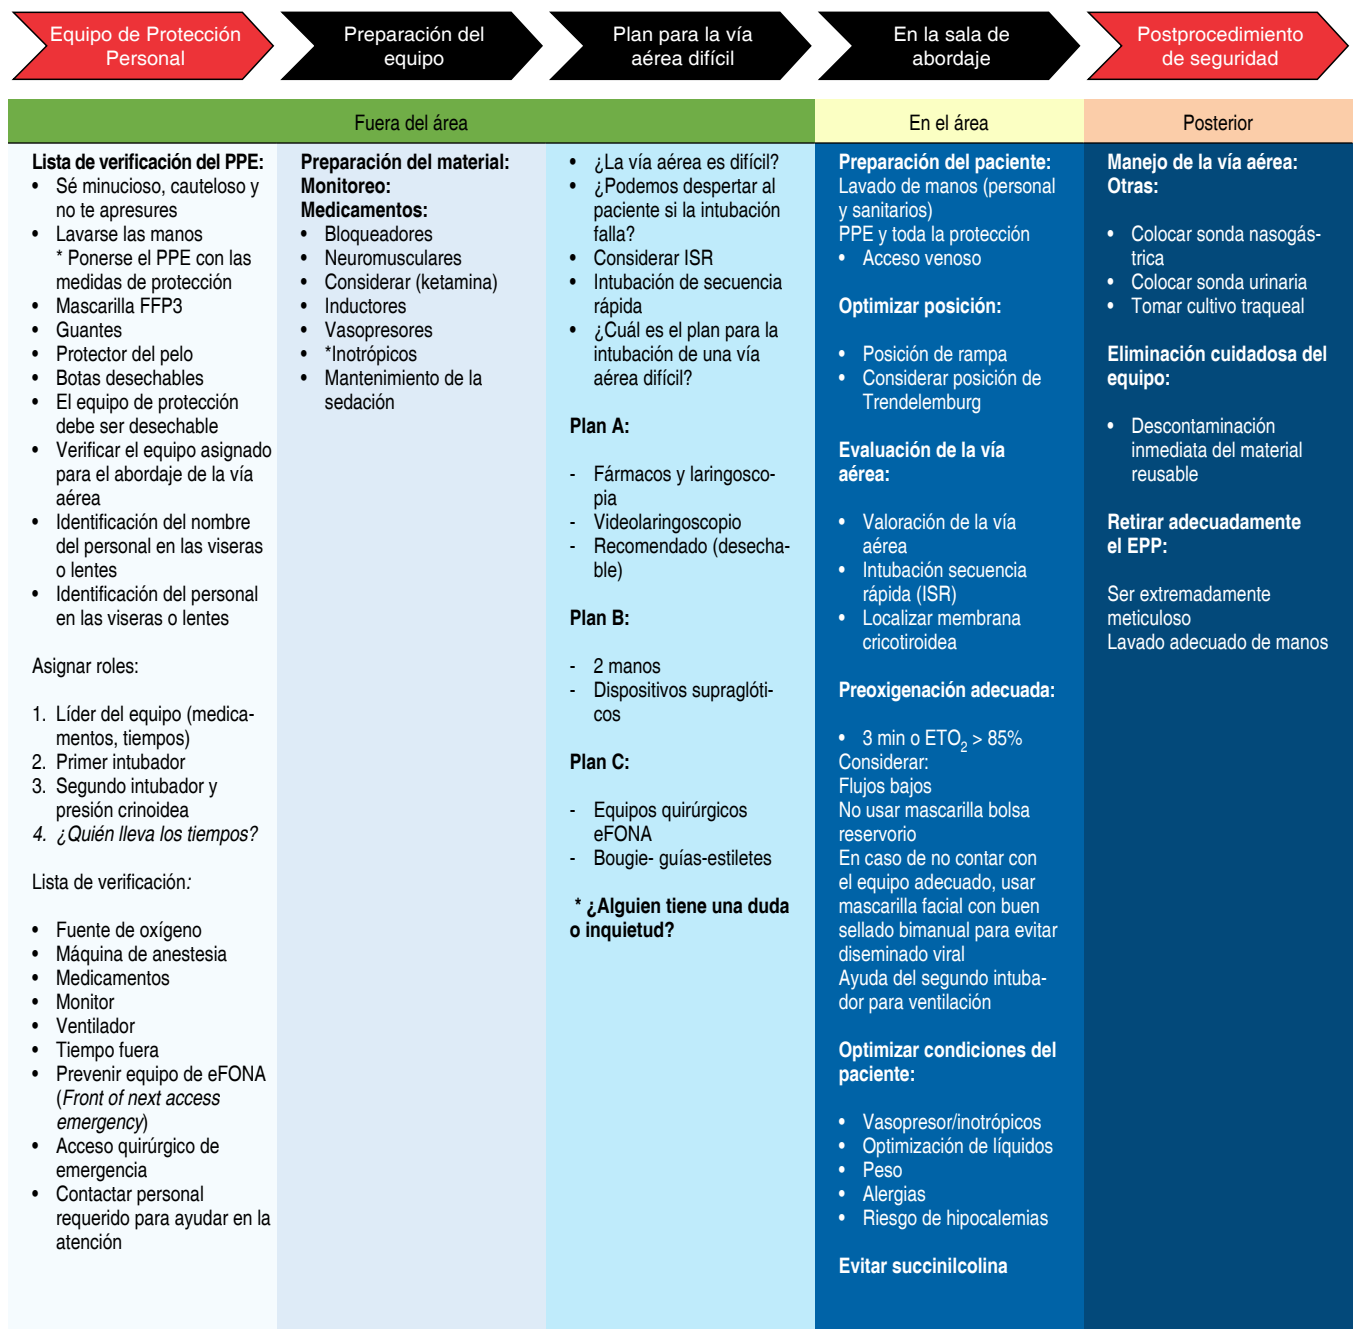 Equipo de Protección
Personal
Preparación del
equipo
Plan para la vía
aérea difícil
En la sala de
abordaje
Postprocedimiento
de seguridad
Fuera del área
En el área
Posterior
Lista de verificación del PPE:
• Sé minucioso, cauteloso y
no te apresures
• Lavarse las manos
* Ponerse el PPE con las
medidas de protección
• Mascarilla FFP3
• Guantes
• Protector del pelo
• Botas desechables
• El equipo de protección
debe ser desechable
• Verificar el equipo asignado
para el abordaje de la vía
aérea
• Identificación del nombre
del personal en las viseras
o lentes
• Identificación del personal
en las viseras o lentes
Asignar roles:
1. Líder del equipo (medica-
mentos, tiempos)
2. Primer intubador
3. Segundo intubador y
presión crinoidea
4. ¿Quién lleva los tiempos?
Lista de verificación:
• Fuente de oxígeno
• Máquina de anestesia
• Medicamentos
• Monitor
• Ventilador
• Tiempo fuera
• Prevenir equipo de eFONA
(Front of next access
emergency)
• Acceso quirúrgico de
emergencia
• Contactar personal
requerido para ayudar en la
atención
Preparación del material:
Monitoreo:
Medicamentos:
• Bloqueadores
• Neuromusculares
• Considerar (ketamina)
• Inductores
• Vasopresores
• *Inotrópicos
• Mantenimiento de la
sedación
• ¿La vía aérea es difícil?
• ¿Podemos despertar al
paciente si la intubación
falla?
• Considerar ISR
• Intubación de secuencia
rápida
• ¿Cuál es el plan para la
intubación de una vía
aérea difícil?
Plan A:
- Fármacos y laringosco-
pia
- Videolaringoscopio
- Recomendado (desecha-
ble)
Plan B:
- 2 manos
- Dispositivos supraglóti-
cos
Plan C:
- Equipos quirúrgicos
eFONA
- Bougie- guías-estiletes
* ¿Alguien tiene una duda
o inquietud?
Preparación del paciente:
Lavado de manos (personal
y sanitarios)
PPE y toda la protección
• Acceso venoso
Optimizar posición:
• Posición de rampa
• Considerar posición de
Trendelemburg
Evaluación de la vía
aérea:
• Valoración de la vía
aérea
• Intubación secuencia
rápida (ISR)
• Localizar membrana
cricotiroidea
Preoxigenación adecuada:
• 3 min o ETO₂ > 85%
Considerar:
Flujos bajos
No usar mascarilla bolsa
reservorio
En caso de no contar con
el equipo adecuado, usar
mascarilla facial con buen
sellado bimanual para evitar
diseminado viral
Ayuda del segundo intuba-
dor para ventilación
Optimizar condiciones del
paciente:
• Vasopresor/inotrópicos
• Optimización de líquidos
• Peso
• Alergias
• Riesgo de hipocalemias
Evitar succinilcolina
Manejo de la vía aérea:
Otras:
• Colocar sonda nasogás-
trica
• Colocar sonda urinaria
• Tomar cultivo traqueal
Eliminación cuidadosa del
equipo:
• Descontaminación
inmediata del material
reusable
Retirar adecuadamente
el EPP:
Ser extremadamente
meticuloso
Lavado adecuado de manos